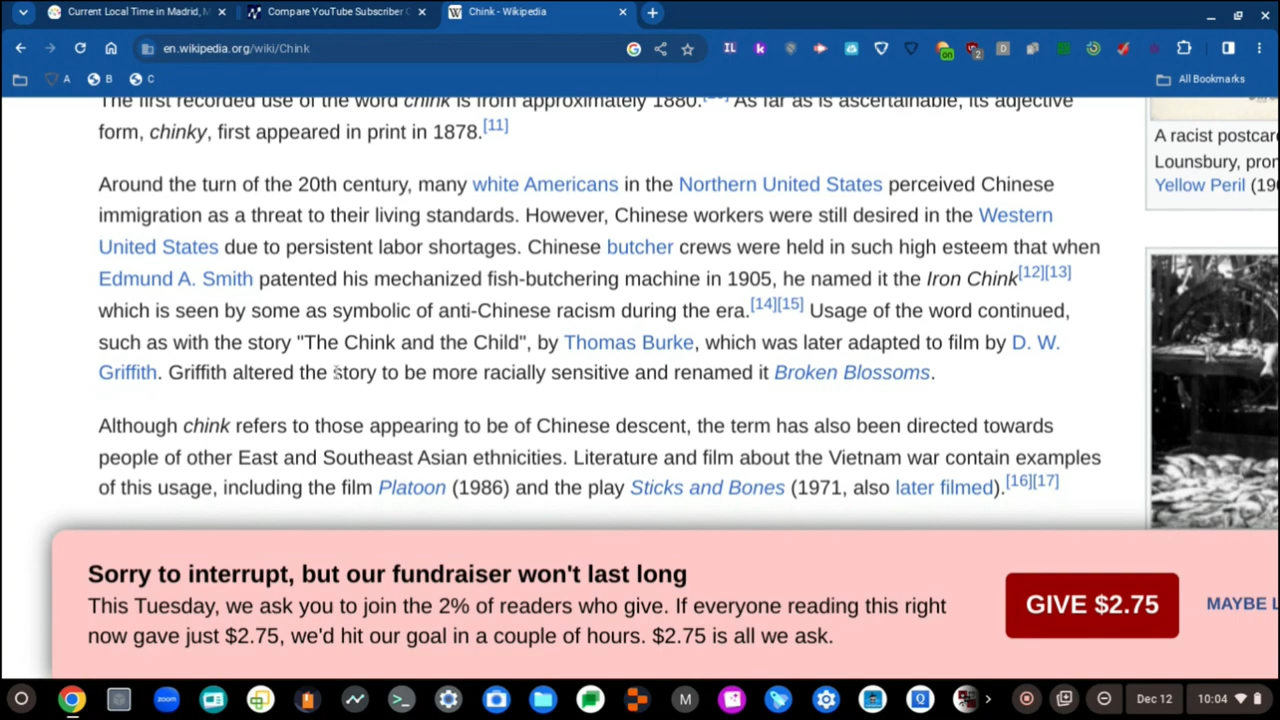 Current Local Time in Madrid, M
Compare YouTube Subscriber C
Chink - Wikipedia
en.wikipedia.org/wiki/Chink
A
B
C
All Bookmarks
The first recorded use of the word chink is from approximately 1880. As far as is ascertainable, its adjective
form, chinky, first appeared in print in 1878.[11]
Around the turn of the 20th century, many white Americans in the Northern United States perceived Chinese
immigration as a threat to their living standards. However, Chinese workers were still desired in the Western
United States due to persistent labor shortages. Chinese butcher crews were held in such high esteem that when
Edmund A. Smith patented his mechanized fish-butchering machine in 1905, he named it the Iron Chink[12][13]
which is seen by some as symbolic of anti-Chinese racism during the era.[14][15] Usage of the word continued,
such as with the story "The Chink and the Child", by Thomas Burke, which was later adapted to film by D. W.
Griffith. Griffith altered the story to be more racially sensitive and renamed it Broken Blossoms.
Although chink refers to those appearing to be of Chinese descent, the term has also been directed towards
people of other East and Southeast Asian ethnicities. Literature and film about the Vietnam war contain examples
of this usage, including the film Platoon (1986) and the play Sticks and Bones (1971, also later filmed).[16][17]
A racist postcar
Lounsbury, pron
Yellow Peril (19
Sorry to interrupt, but our fundraiser won't last long
This Tuesday, we ask you to join the 2% of readers who give. If everyone reading this right
now gave just $2.75, we'd hit our goal in a couple of hours. $2.75 is all we ask.
GIVE $2.75
MAYBE L
IL
k
on
2
D
zoom
M
Q
Dec 12
10:04